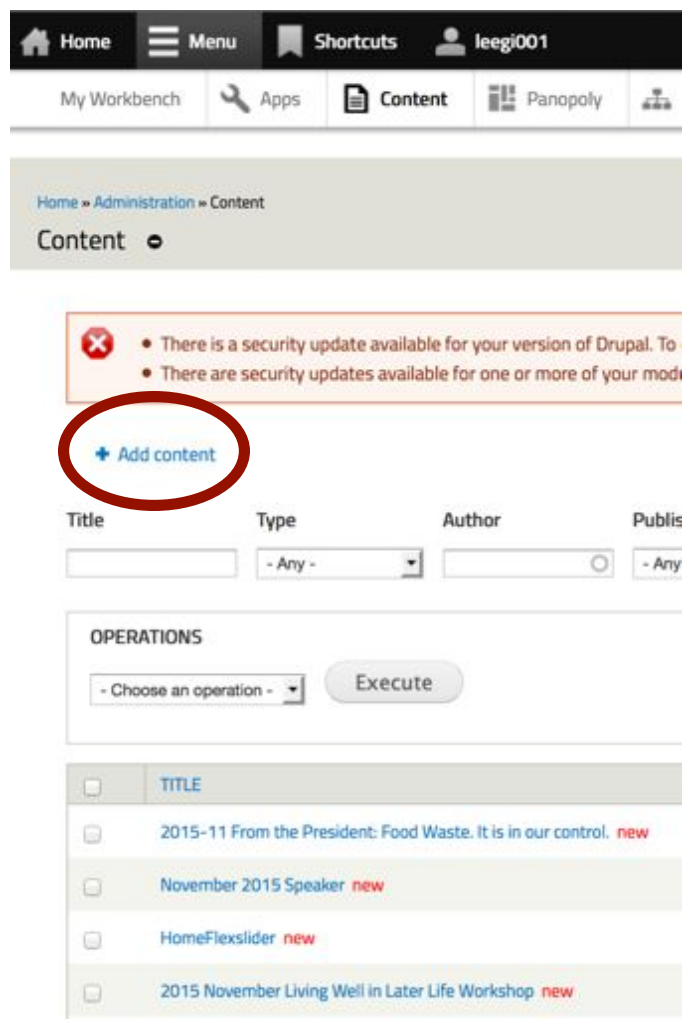 Home Menu Shortcuts leegi001
My Workbench Apps Content Panopoly
Home » Administration » Content
Content
• There is a security update available for your version of Drupal. To
• There are security updates available for one or more of your
+ Add content
Title Type Author
- Any - - Any
OPERATIONS
- Choose an operation - Execute
TITLE
2015-11 From the President: Food Waste. It is in our control. new
November 2015 Speaker new
HomeFlexslider new
2015 November Living Well in Later Life Workshop new